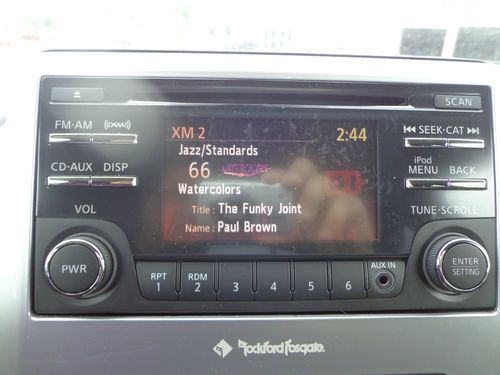 SCAN
FM·AM (XM)
SEEK·CAT
XM 2 2:44
Jazz/Standards
66 WATERCOLORS
Watercolors
Title : The Funky Joint
Name : Paul Brown
CD·AUX DISP
iPod
MENU BACK
VOL
TUNE·SCROLL
PWR
ENTER
SETTING
RPT RDM
1 2 3 4 5 6
AUX IN
Rockford Fosgate